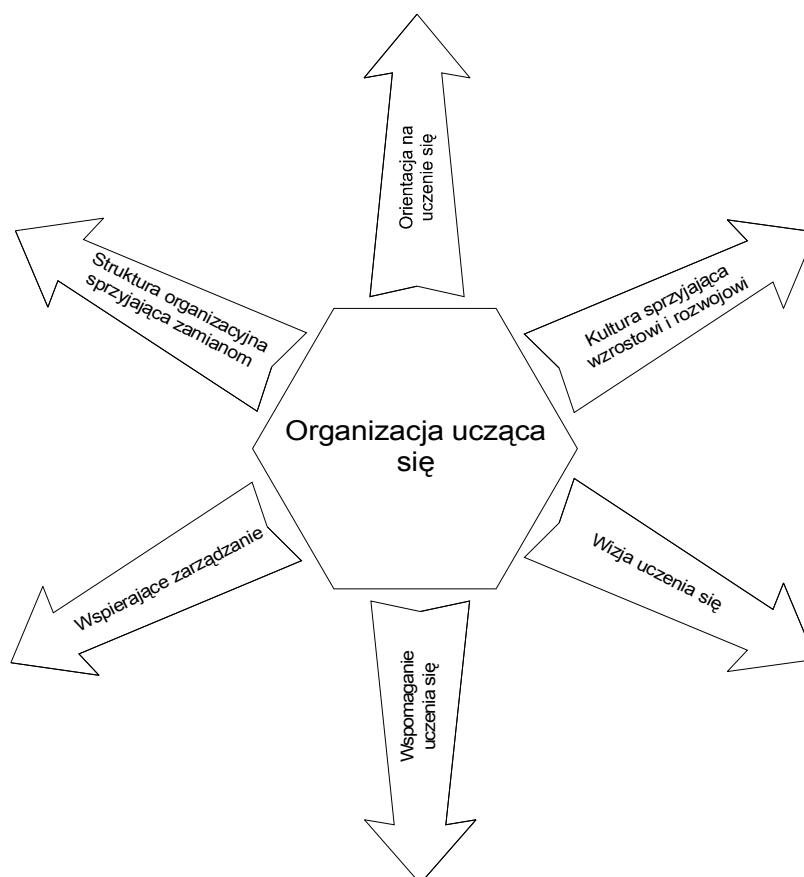 Orientacja na
uczenie się
Struktura organizacyjna
sprzyjająca zamianom
Kultura sprzyjająca
wzrostowi i rozwojowi
Organizacja ucząca
się
Wspierające zarządzanie
Wizja uczenia się
Wspomaganie
uczenia się